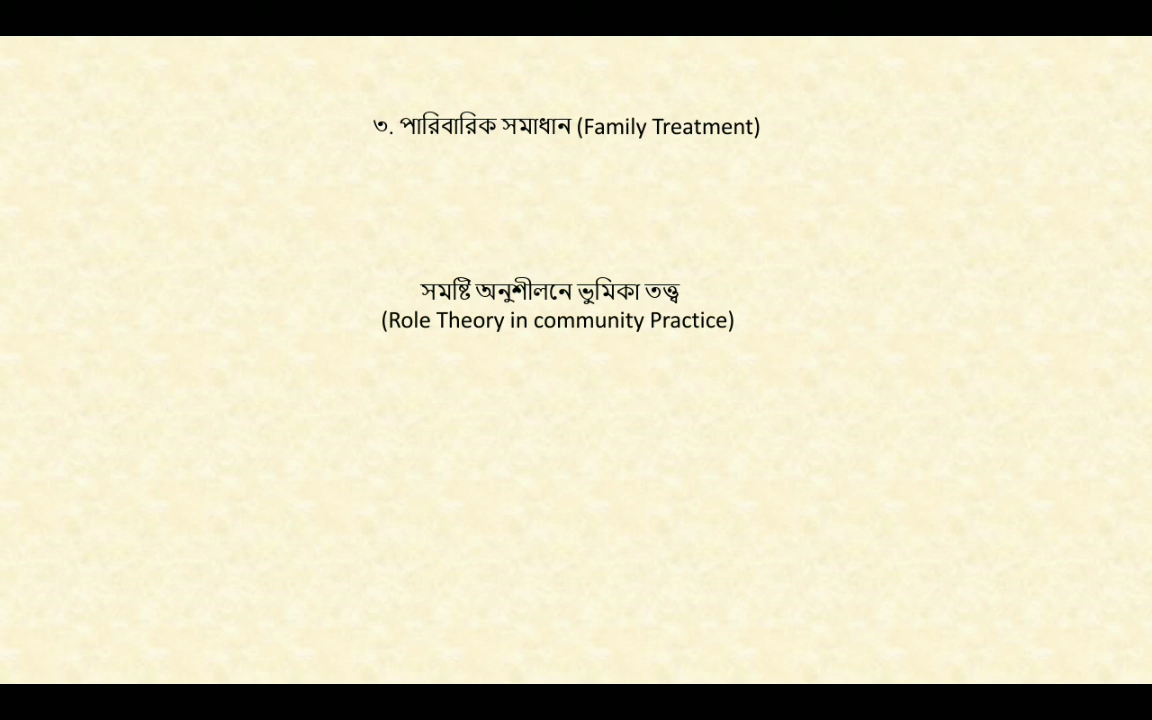 ৩. পারিবারিক সমাধান (Family Treatment)
সমষ্টি অনুশীলনে ভুমিকা তত্ত্ব
(Role Theory in community Practice)